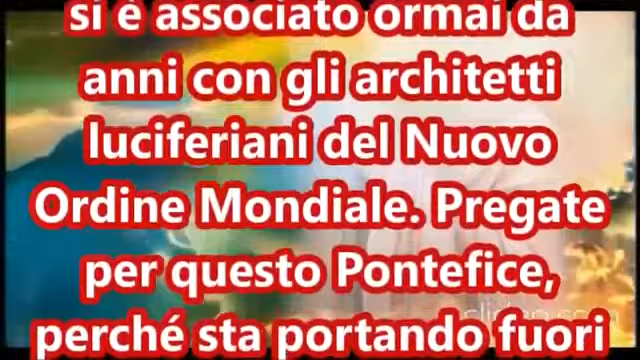 si è associato ormai da
anni con gli architetti
luciferiani del Nuovo
Ordine Mondiale. Pregate
per questo Pontefice,
perché sta portando fuori